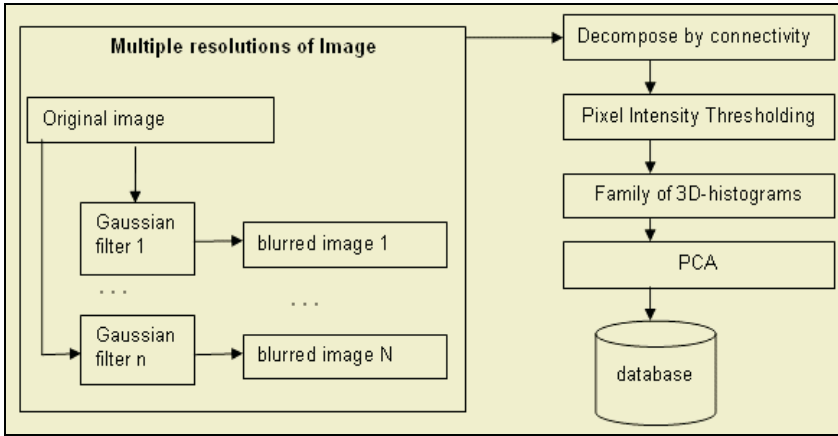 Multiple resolutions of Image
Original image
Gaussian
filter 1
blurred image 1
. . .
. . .
Gaussian
filter n
blurred image N
Decompose by connectivity
Pixel Intensity Thresholding
Family of 3D-histograms
PCA
database